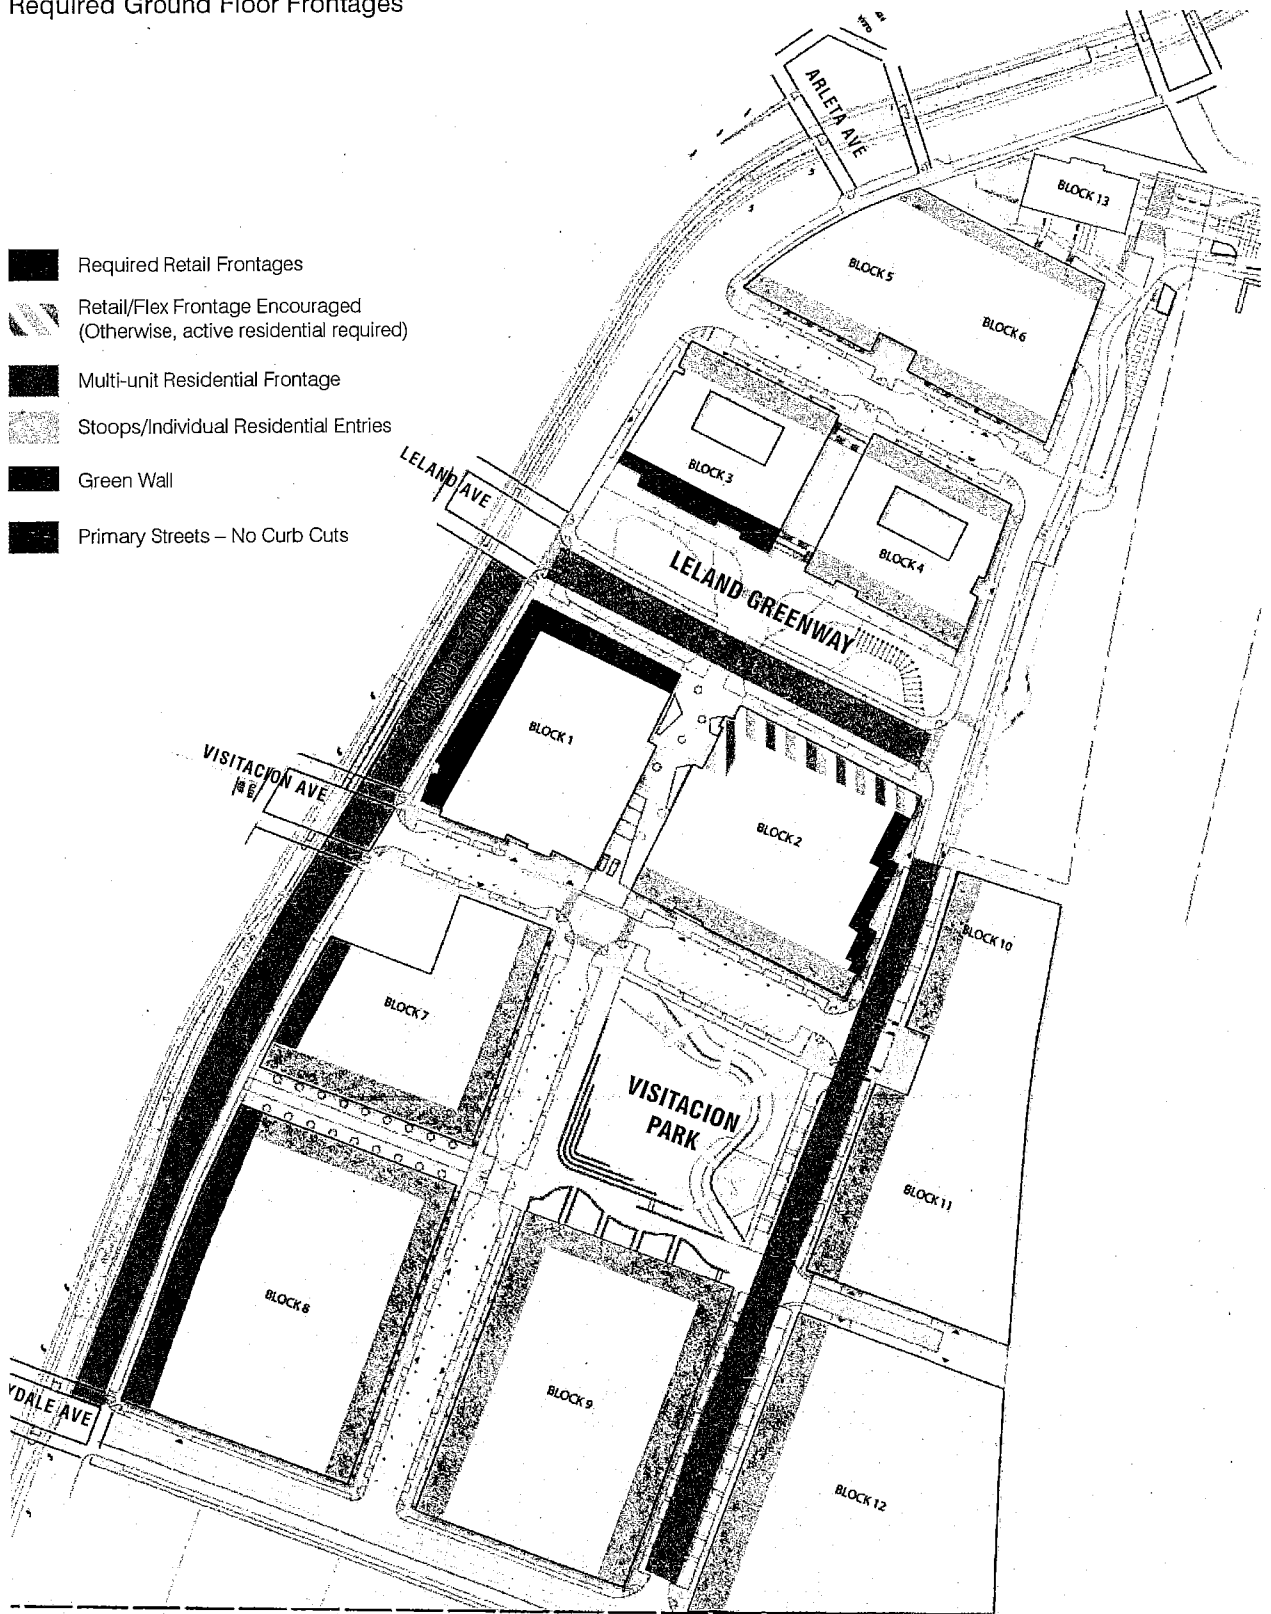 Required Ground Floor Frontages
ARLETA AVE
BLOCK 13
Required Retail Frontages
BLOCK 5
Retail/Flex Frontage Encouraged
(Otherwise, active residential required)
BLOCK 6
Multi-unit Residential Frontage
Stoops/Individual Residential Entries
LELAND AVE
BLOCK 3
Green Wall
Primary Streets – No Curb Cuts
BLOCK 4
LELAND GREENWAY
BLOCK 1
VISITACION AVE
BLOCK 2
BLOCK 10
BLOCK 7
VISITACION
PARK
BLOCK 11
BLOCK 8
BLOCK 9
YDALE AVE
BLOCK 12